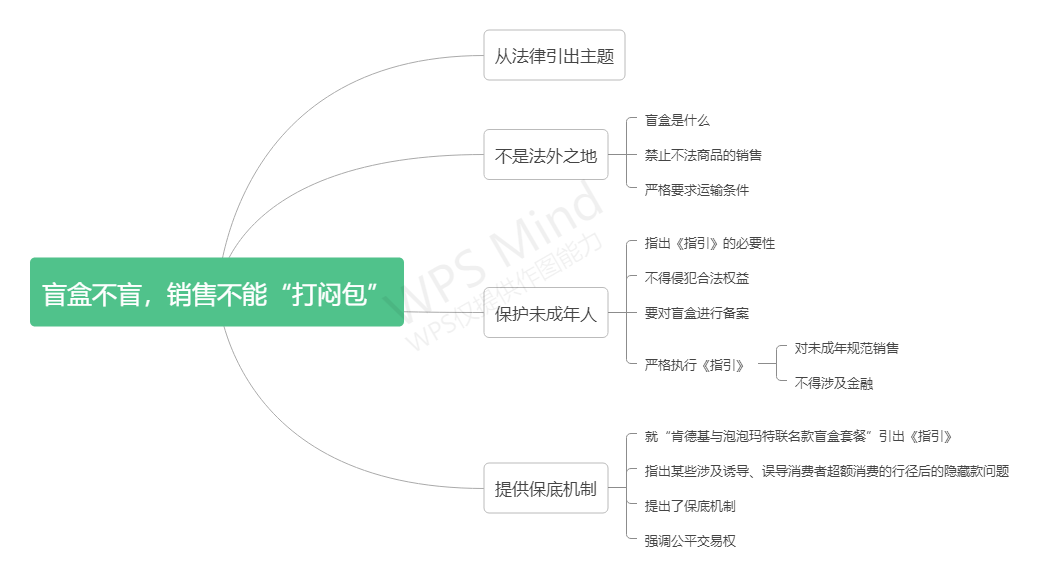 从法律引出主题
盲盒是什么
不是法外之地
禁止不法商品的销售
严格要求运输条件
指出《指引》的必要性
不得侵犯合法权益
盲盒不盲，销售不能“打闷包”
保护未成年人
要对盲盒进行备案
严格执行《指引》
对未成年规范销售
不得涉及金融
就“肯德基与泡泡玛特联名款盲盒套餐”引出《指引》
指出某些涉及诱导、误导消费者超额消费的行径后的隐藏款问题
提供保底机制
提出了保底机制
强调公平交易权
WPS Mind
WPS仅提供作图能力